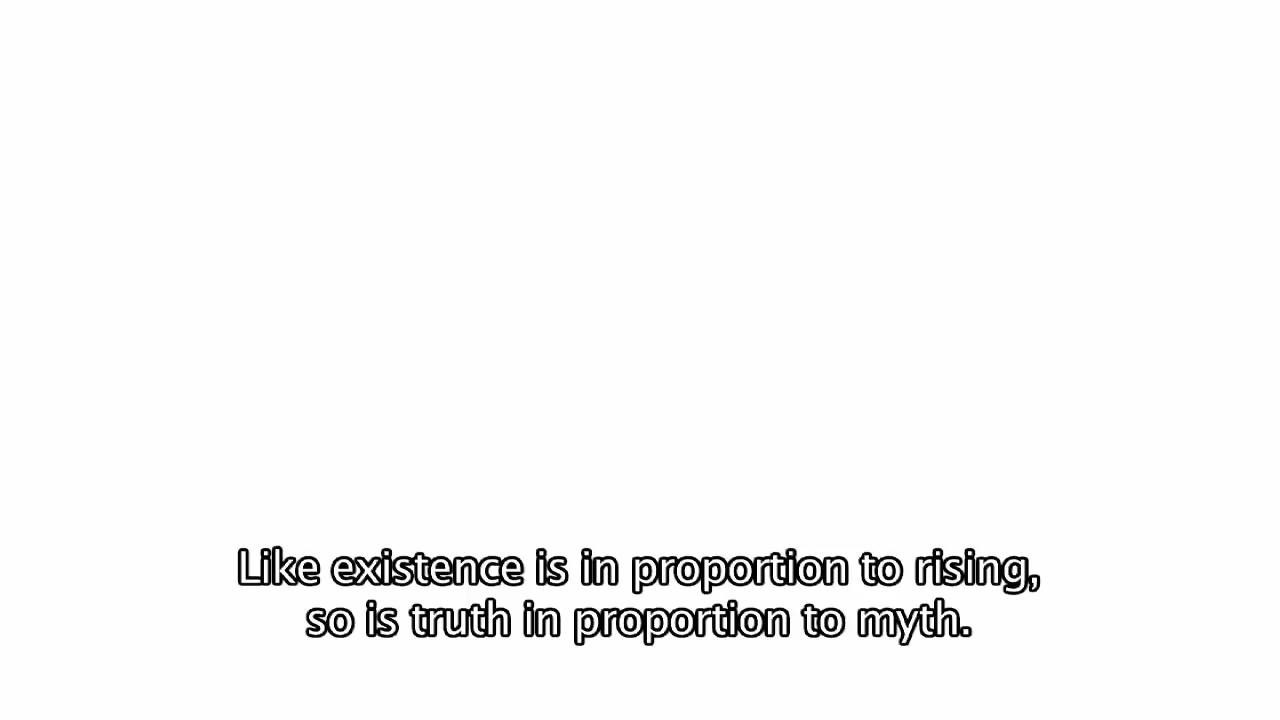 Like existence is in proportion to rising,
so is truth in proportion to myth.